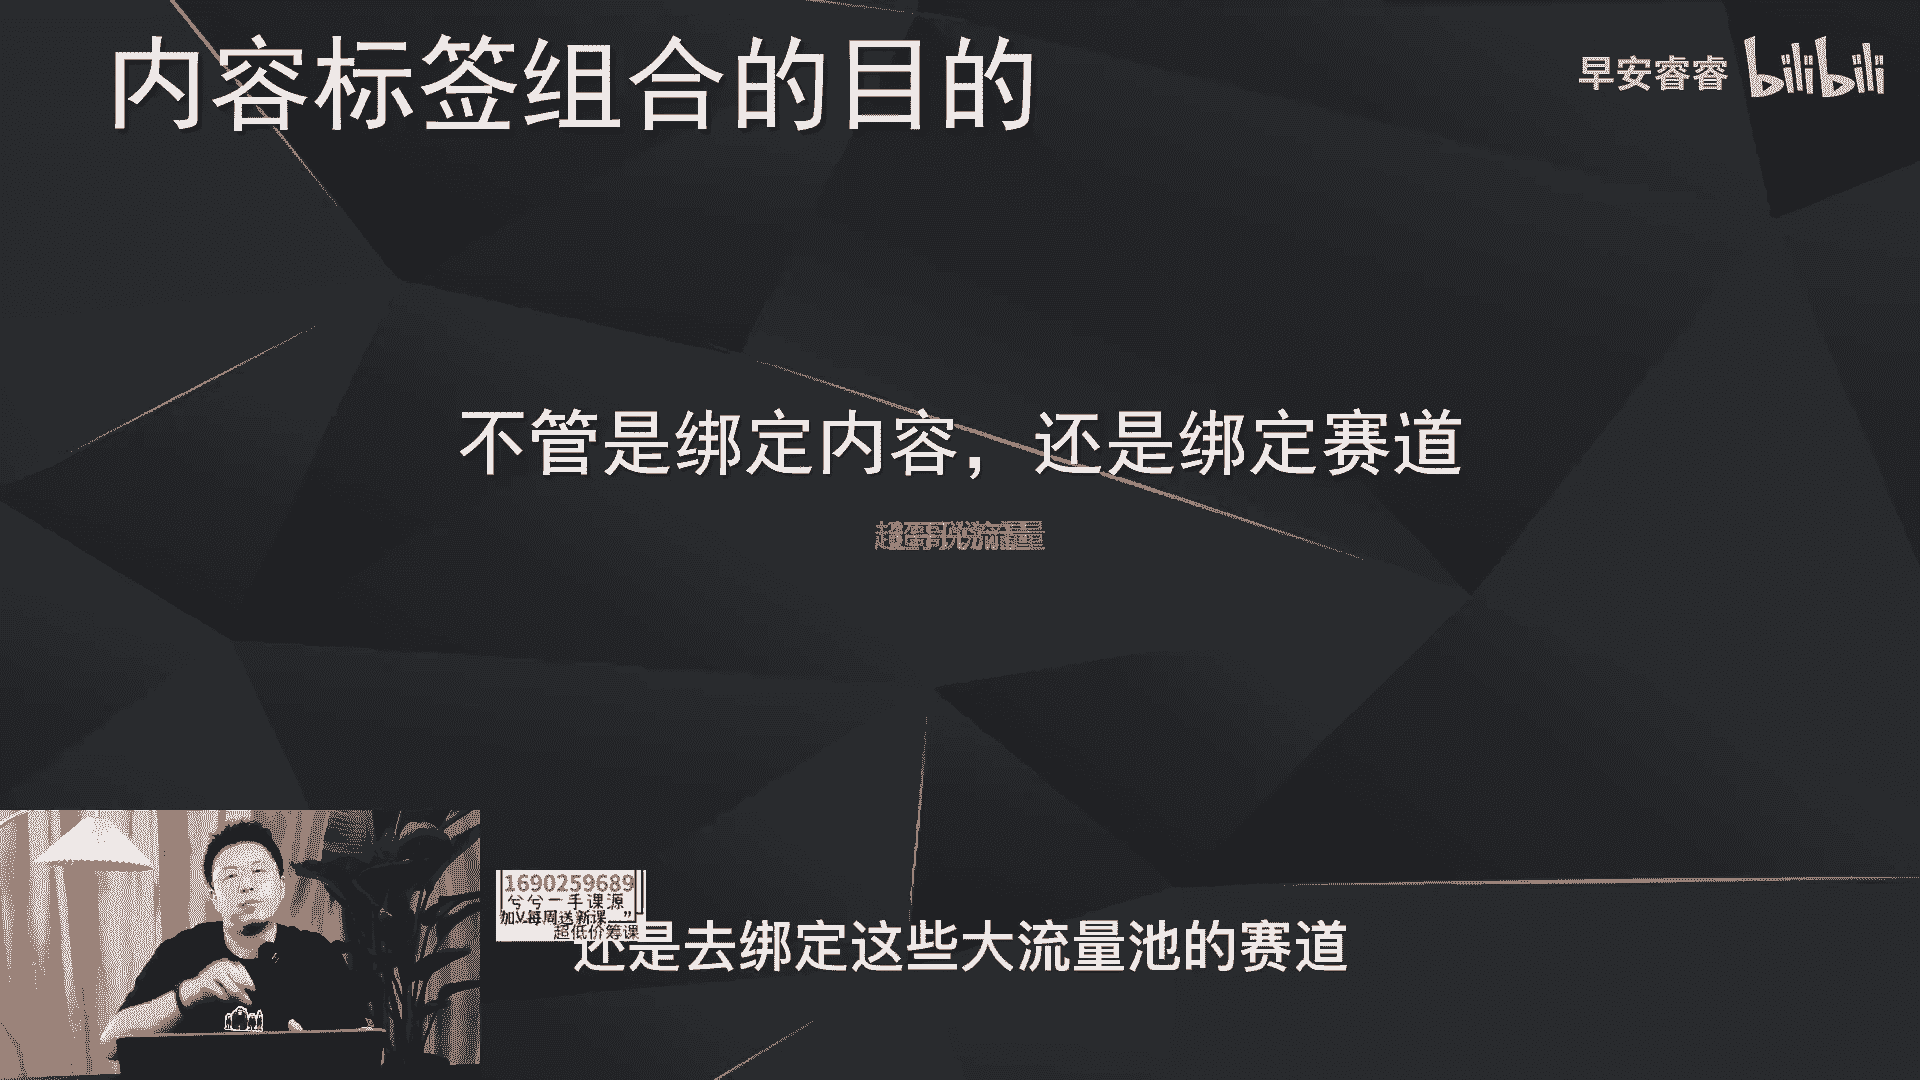 内容标签组合的目的
早安睿睿 bilibili
不管是绑定内容，还是绑定赛道
1690259689
兮兮一手课源
加V每周送新课
超低价筹课
还是去绑定这些大流量池的赛道